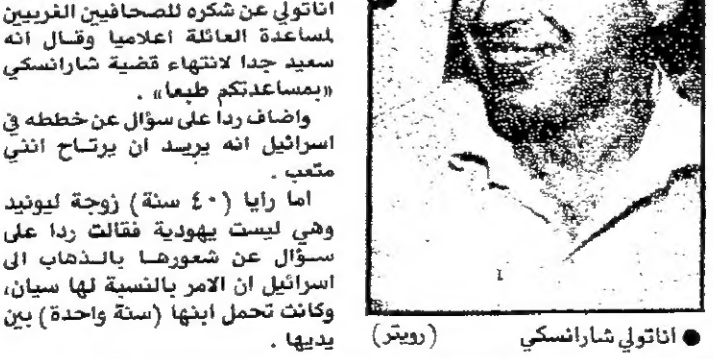 اناتولي عن شكره للصحافيين الغربيين
لمساعدة العائلة اعلاميا وقال انه
سعيد جدا لانتهاء قضية شارانسكي
«بمساعدتكم طبعا» .
واضاف ردا على سؤال عن خططه في
اسرائيل انه يريد ان يرتاح انني
متعب .
اما رايا (٤٠ سنة) زوجة ليونيد
وهي ليست يهودية فقالت ردا على
سؤال عن شعورها بالذهاب الى
اسرائيل ان الامر بالنسبة لها سيان،
وكانت تحمل ابنها (سنة واحدة) بين
يديها .
● اناتولي شارانسكي (رويتر)